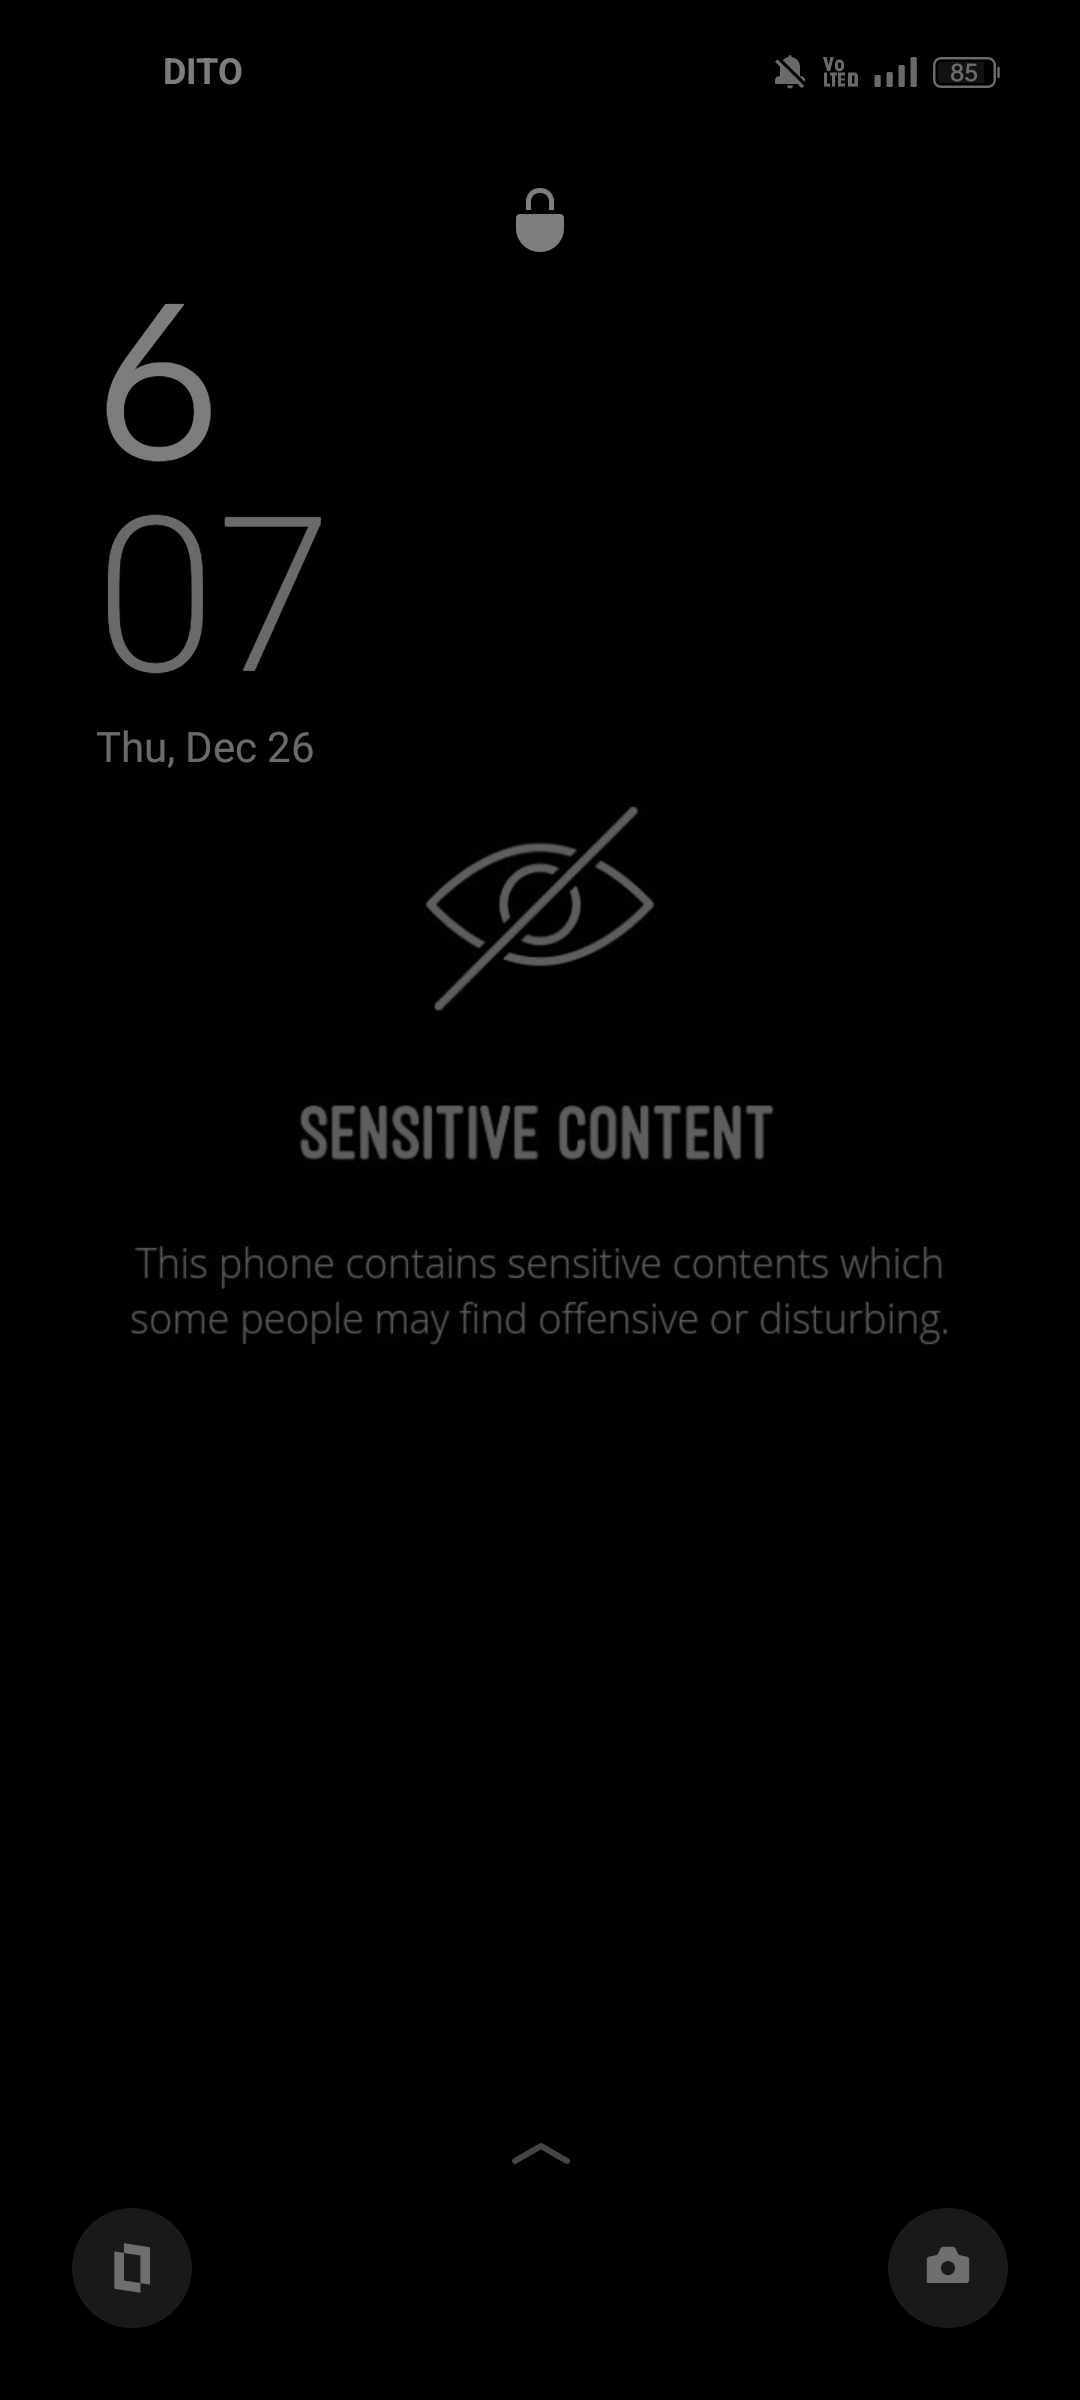 DITO
Vo
LTED
85
6
07
Thu, Dec 26
SENSITIVE CONTENT
This phone contains sensitive contents which
some people may find offensive or disturbing.